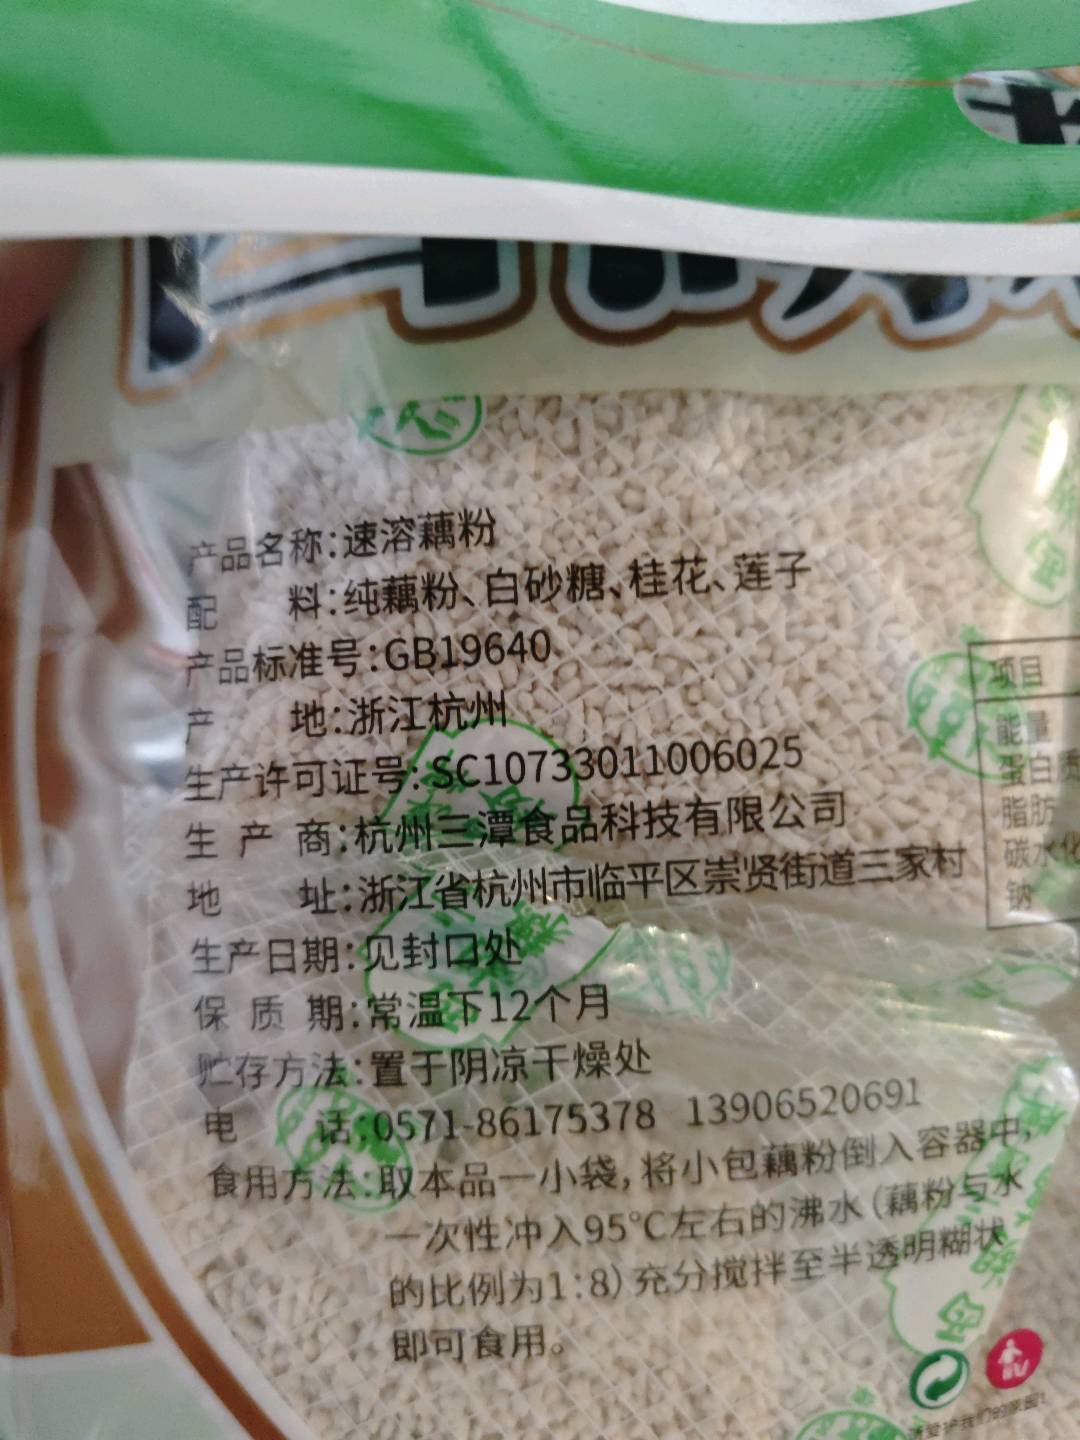 产品名称:速溶藕粉
配 料:纯藕粉、白砂糖、桂花、莲子
产品标准号:GB19640
产 地:浙江杭州
生产许可证号:SC10733011006025
生 产 商:杭州三潭食品科技有限公司
地 址:浙江省杭州市临平区崇贤街道三家村
生产日期:见封口处
保 质 期:常温下12个月
贮存方法:置于阴凉干燥处
电 话:0571-86175378 13906520691
食用方法:取本品一小袋,将小包藕粉倒入容器中,
一次性冲入95℃左右的沸水(藕粉与水
的比例为1:8)充分搅拌至半透明糊状
即可食用。
项目
能量
蛋白质
脂肪
碳水化
钠